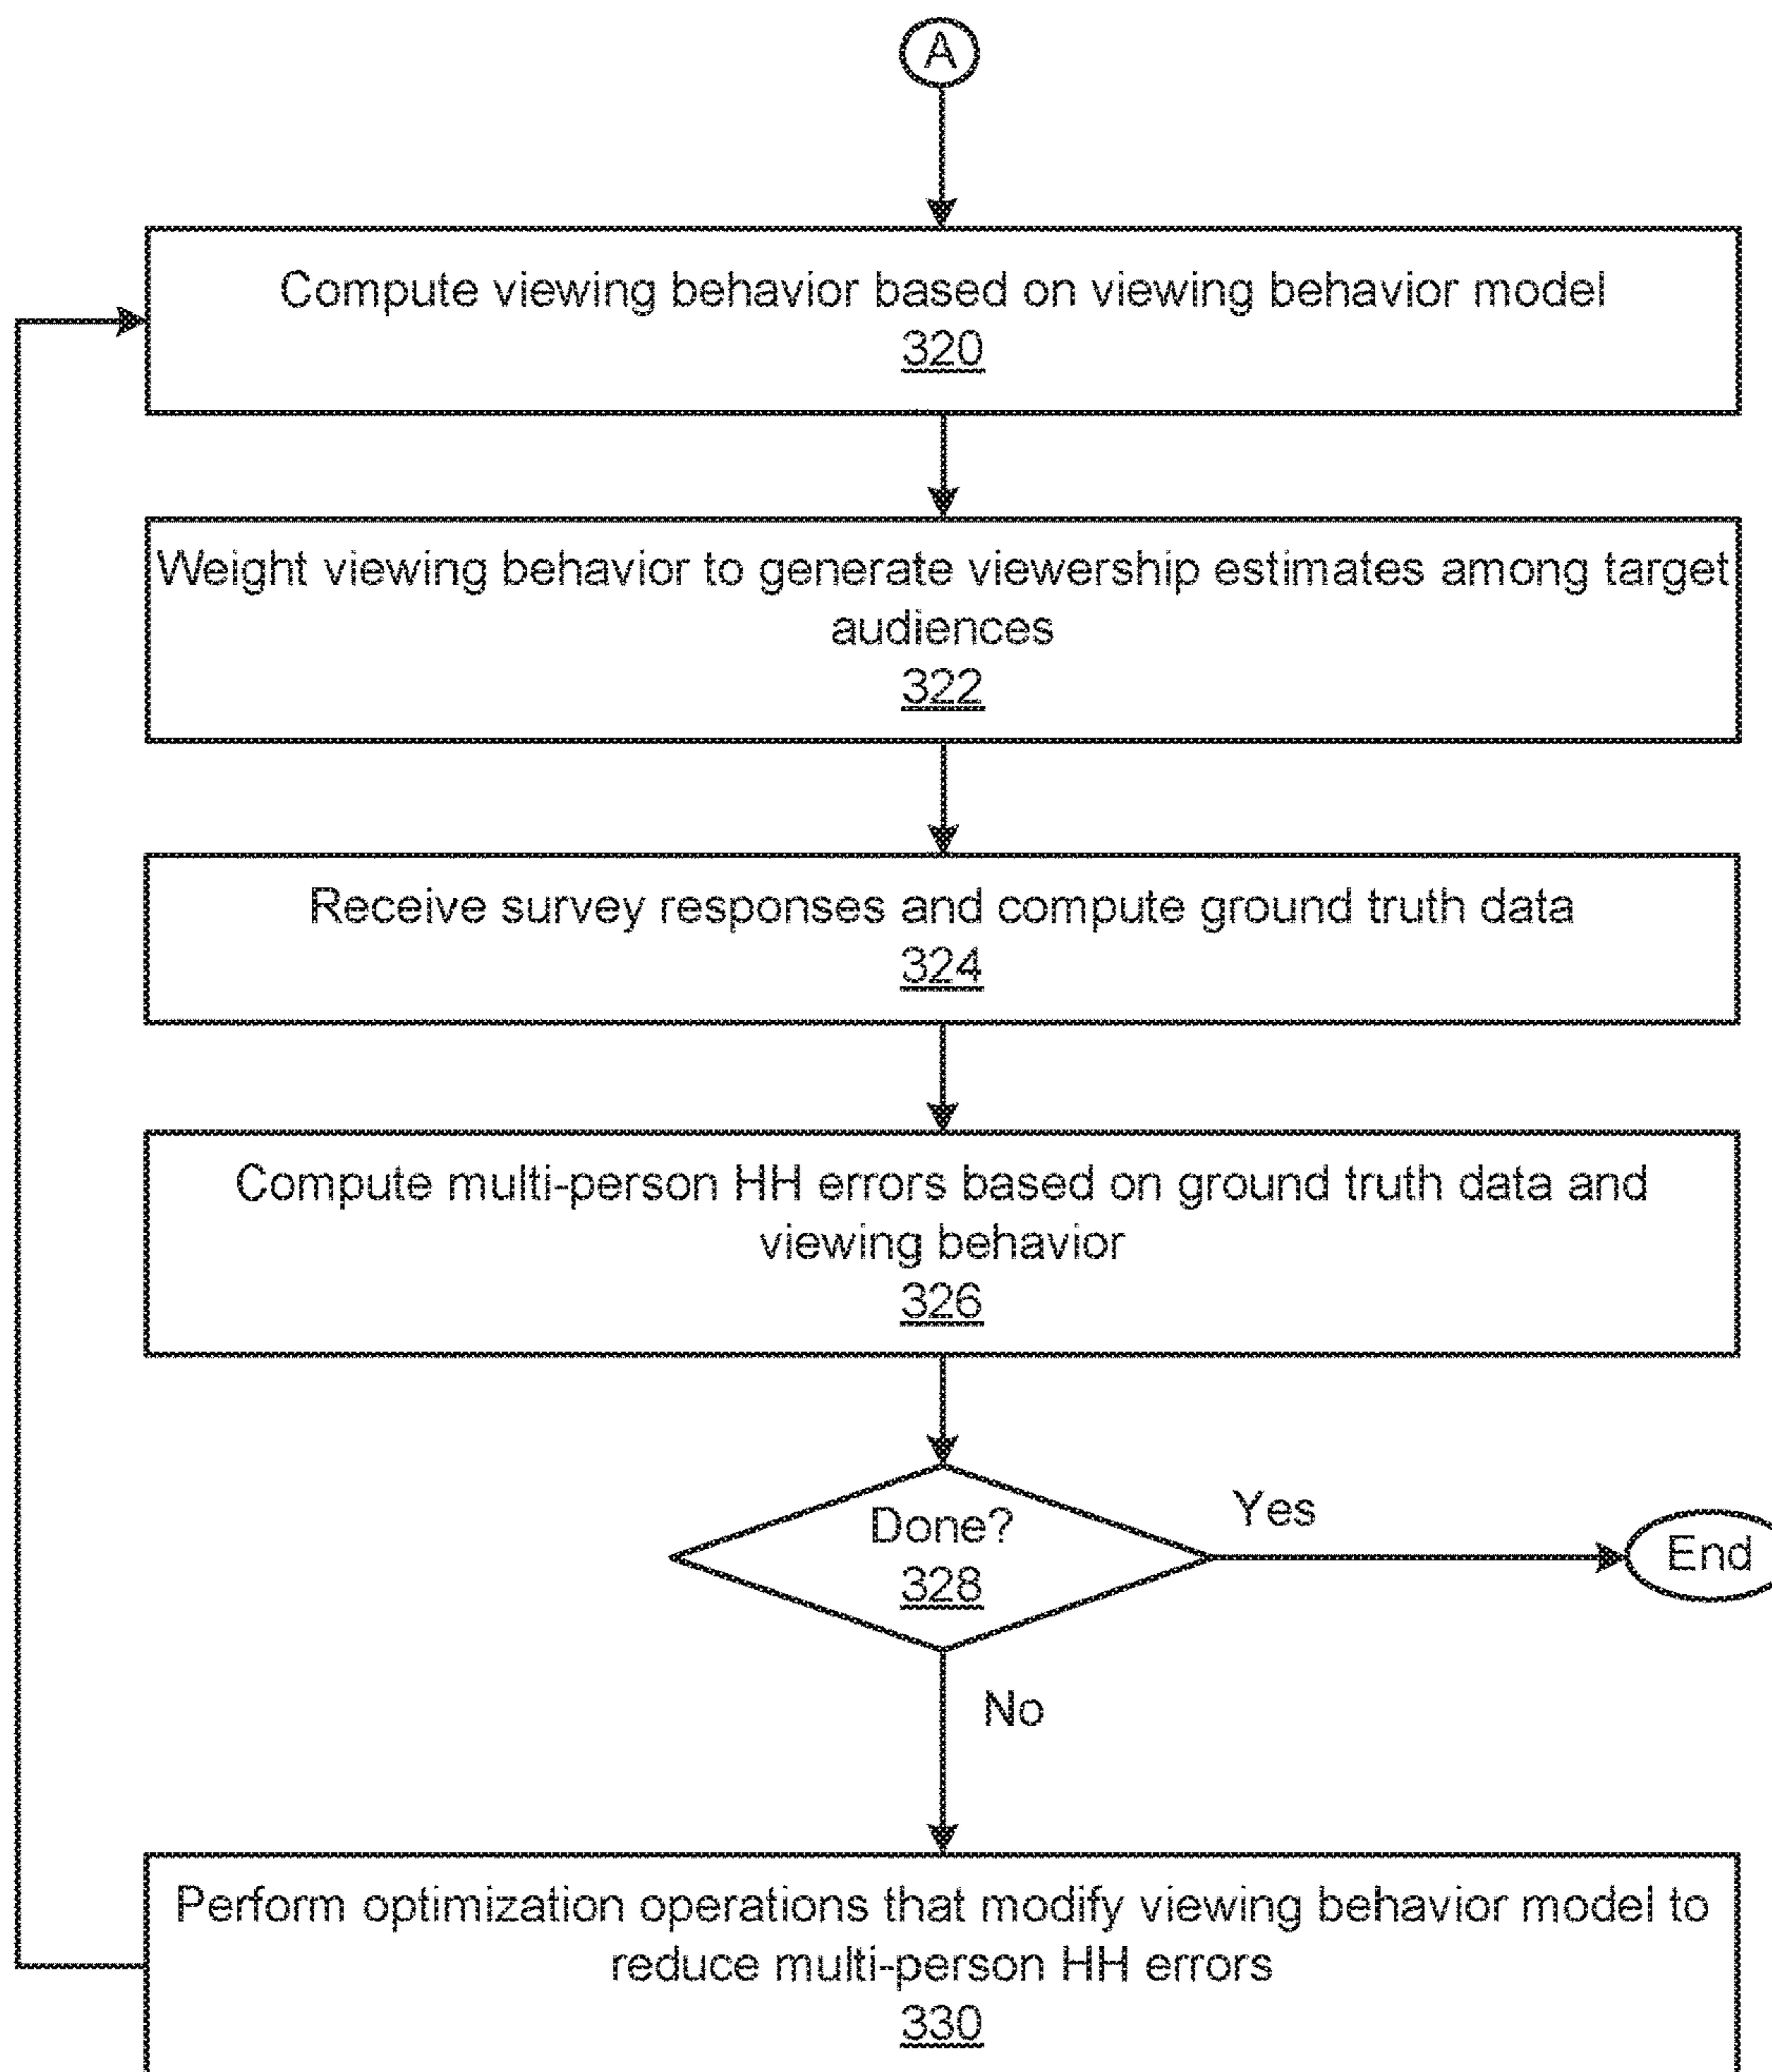 A
Compute viewing behavior based on viewing behavior model
320
Weight viewing behavior to generate viewership estimates among target
audiences
322
Receive survey responses and compute ground truth data
324
Compute multi-person HH errors based on ground truth data and
viewing behavior
326
Done?
328
Yes
End
No
Perform optimization operations that modify viewing behavior model to
reduce multi-person HH errors
330